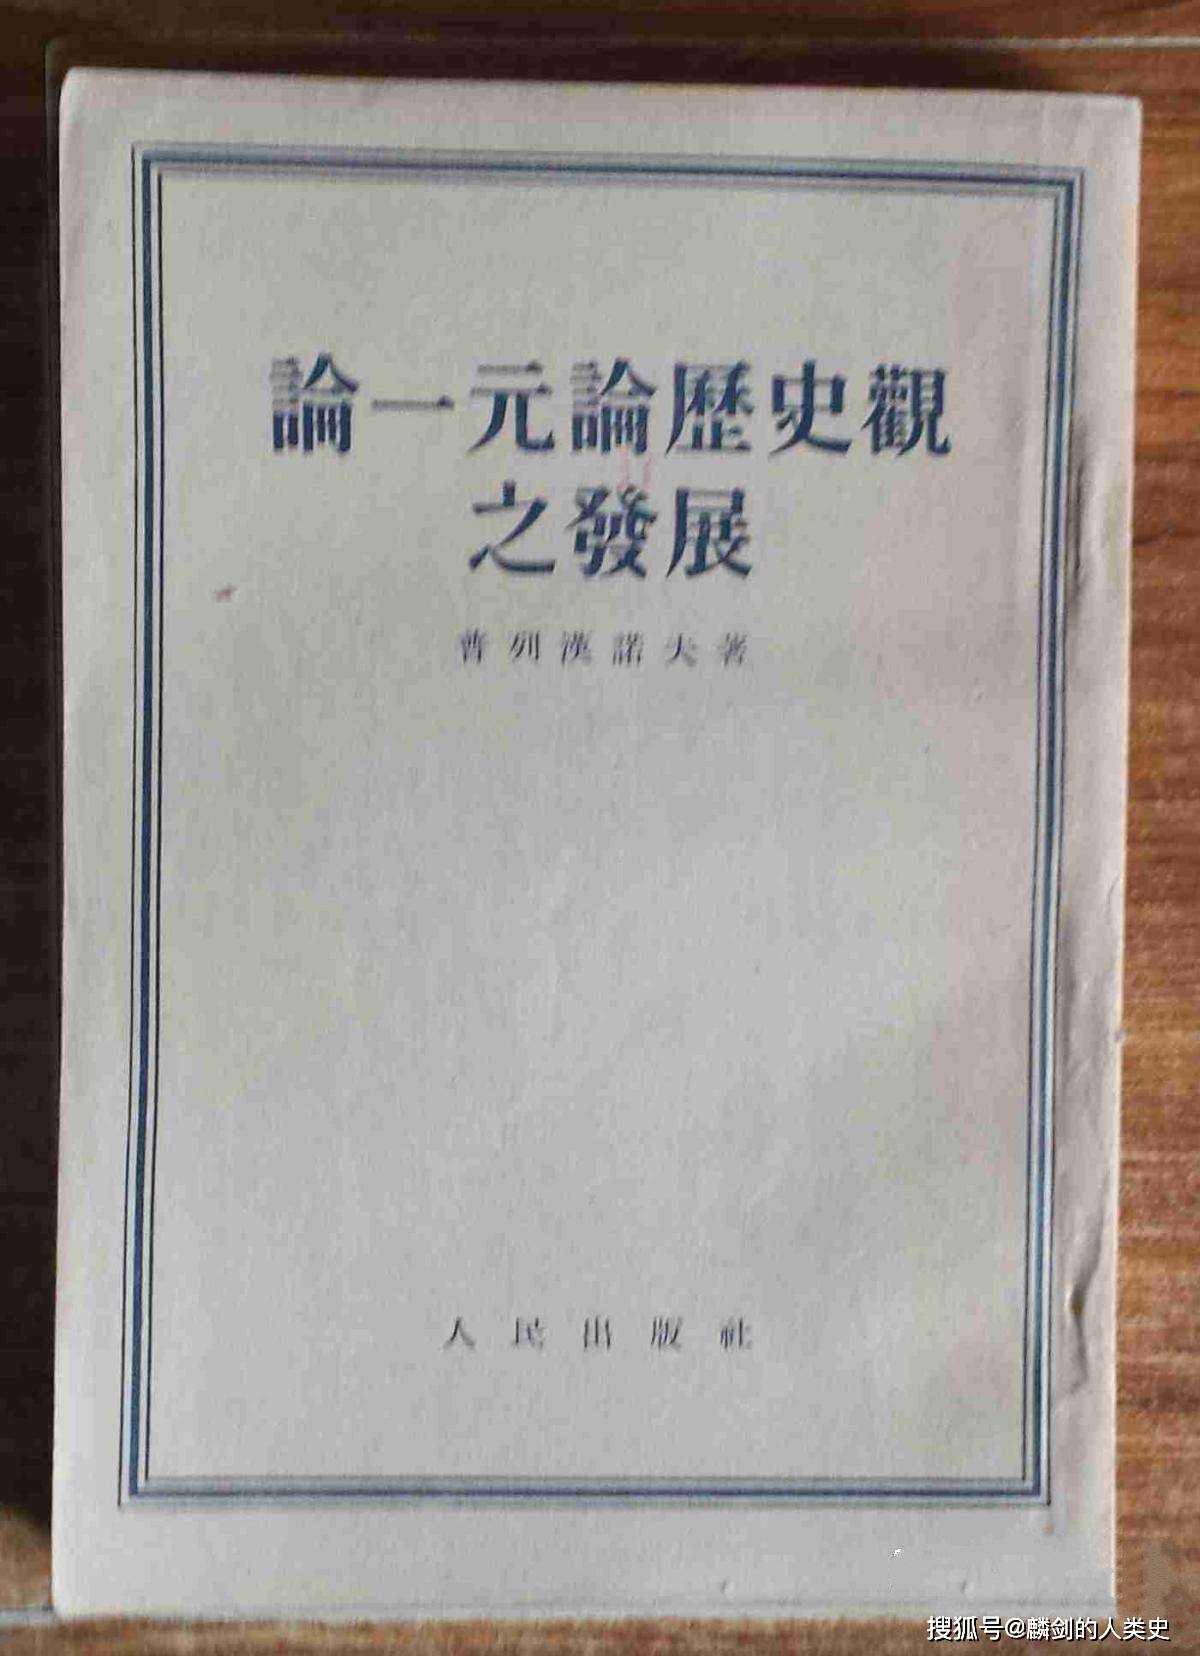 論一元論歷史觀
之發展
普列漢諾夫著
人民出版社
搜狐号@麟剑的人类史